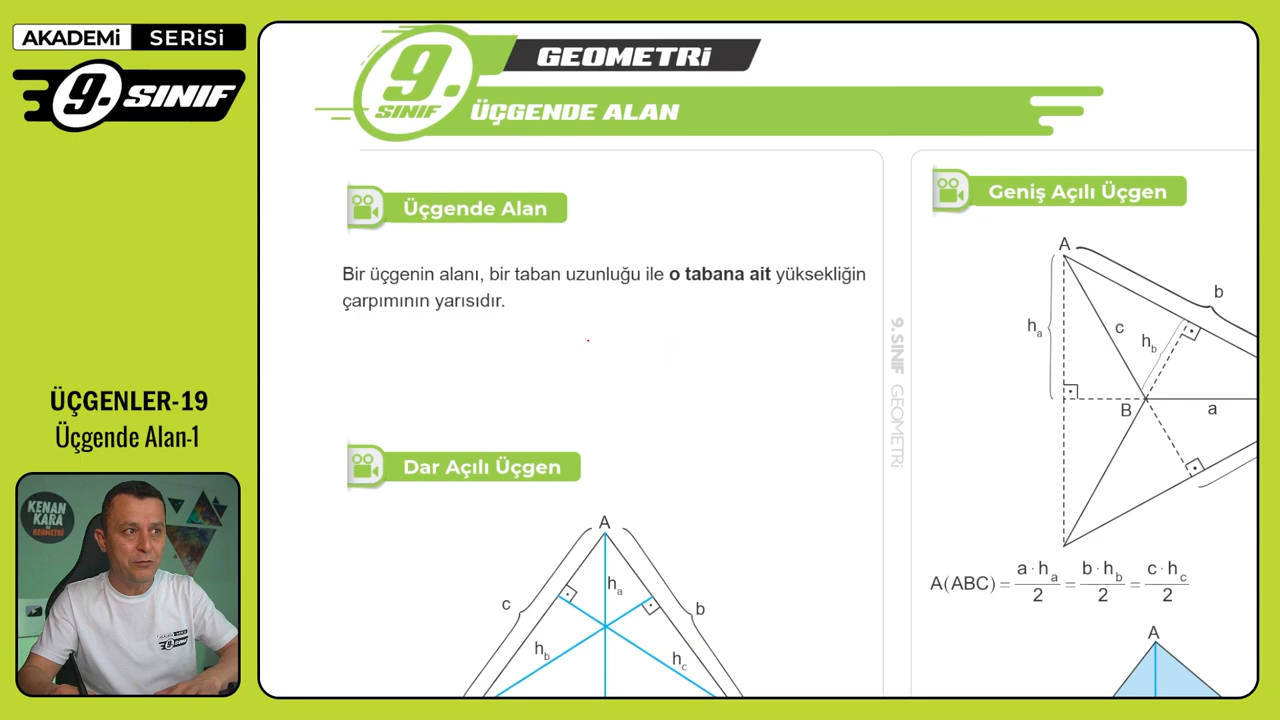 AKADEMİ SERİSİ
9. SINIF
ÜÇGENLER-19
Üçgende Alan-1
KENAN
KARA
ile
GEOMETRİ
9. SINIF
GEOMETRİ
ÜÇGENDE ALAN
Üçgende Alan
Bir üçgenin alanı, bir taban uzunluğu ile o tabana ait yüksekliğin
çarpımının yarısıdır.
Dar Açılı Üçgen
A
c
h_a
b
h_b
h_c
9. SINIF GEOMETRİ
Geniş Açılı Üçgen
A
b
h_a
c
h_b
B
a
A(ABC) = a · h_a / 2 = b · h_b / 2 = c · h_c / 2
A